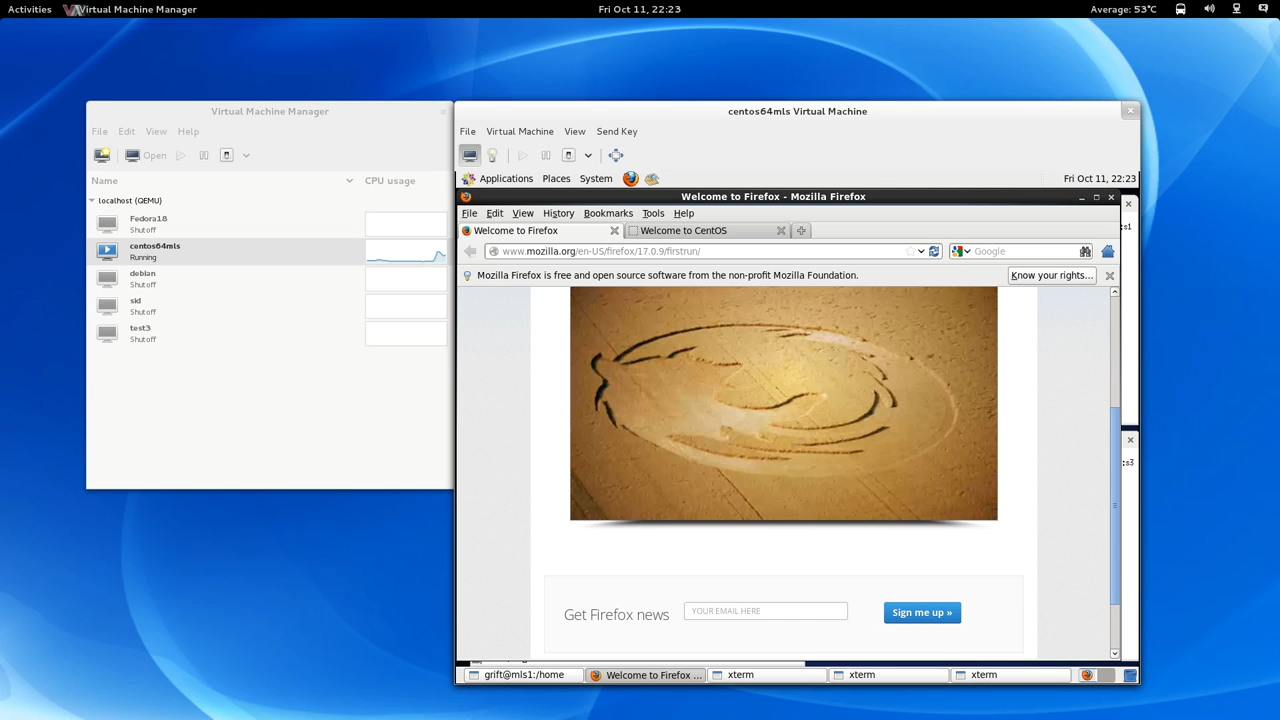 Activities Virtual Machine Manager Fri Oct 11, 22:23 Average: 53°C
Virtual Machine Manager
File Edit View Help
Open
Name CPU usage
localhost (QEMU)
Fedora18
Shutoff
centos64mls
Running
debian
Shutoff
sid
Shutoff
test3
Shutoff
centos64mls Virtual Machine
File Virtual Machine View Send Key
Applications Places System Fri Oct 11, 22:23
Welcome to Firefox - Mozilla Firefox
File Edit View History Bookmarks Tools Help
Welcome to Firefox Welcome to CentOS
www.mozilla.org/en-US/firefox/17.0.9/firstrun/ Google
Mozilla Firefox is free and open source software from the non-profit Mozilla Foundation. Know your rights...
:s1
:s3
Get Firefox news YOUR EMAIL HERE Sign me up »
grift@mls1:/home Welcome to Firefox ... xterm xterm xterm